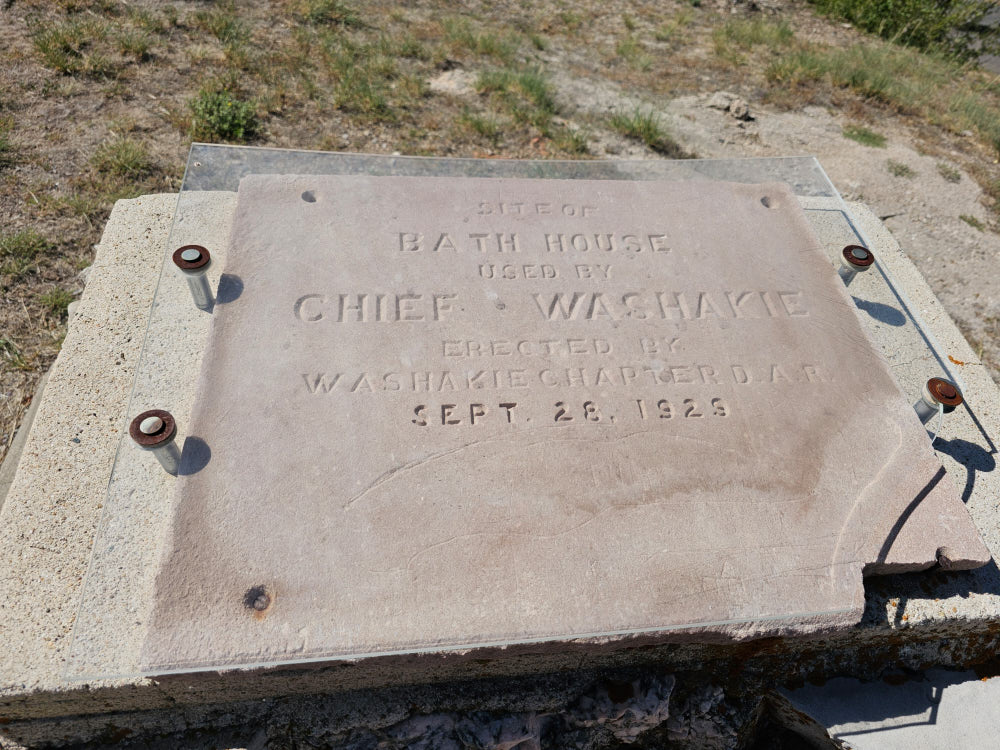 SITE OF
BATH HOUSE
USED BY
CHIEF WASHAKIE
ERECTED BY
WASHAKIE CHAPTER D.A.R.
SEPT. 28, 1929